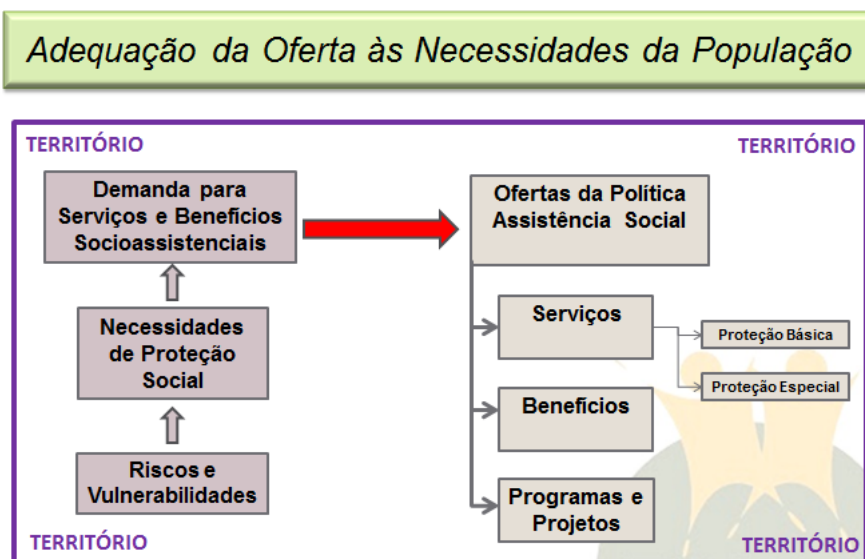 Adequação da Oferta às Necessidades da População
TERRITÓRIO
TERRITÓRIO
Demanda para
Serviços e Benefícios
Socioassistenciais
Ofertas da Política
Assistência Social
Necessidades
de Proteção
Social
Serviços
Proteção Básica
Proteção Especial
Benefícios
Riscos e
Vulnerabilidades
Programas e
Projetos
TERRITÓRIO
TERRITÓRIO